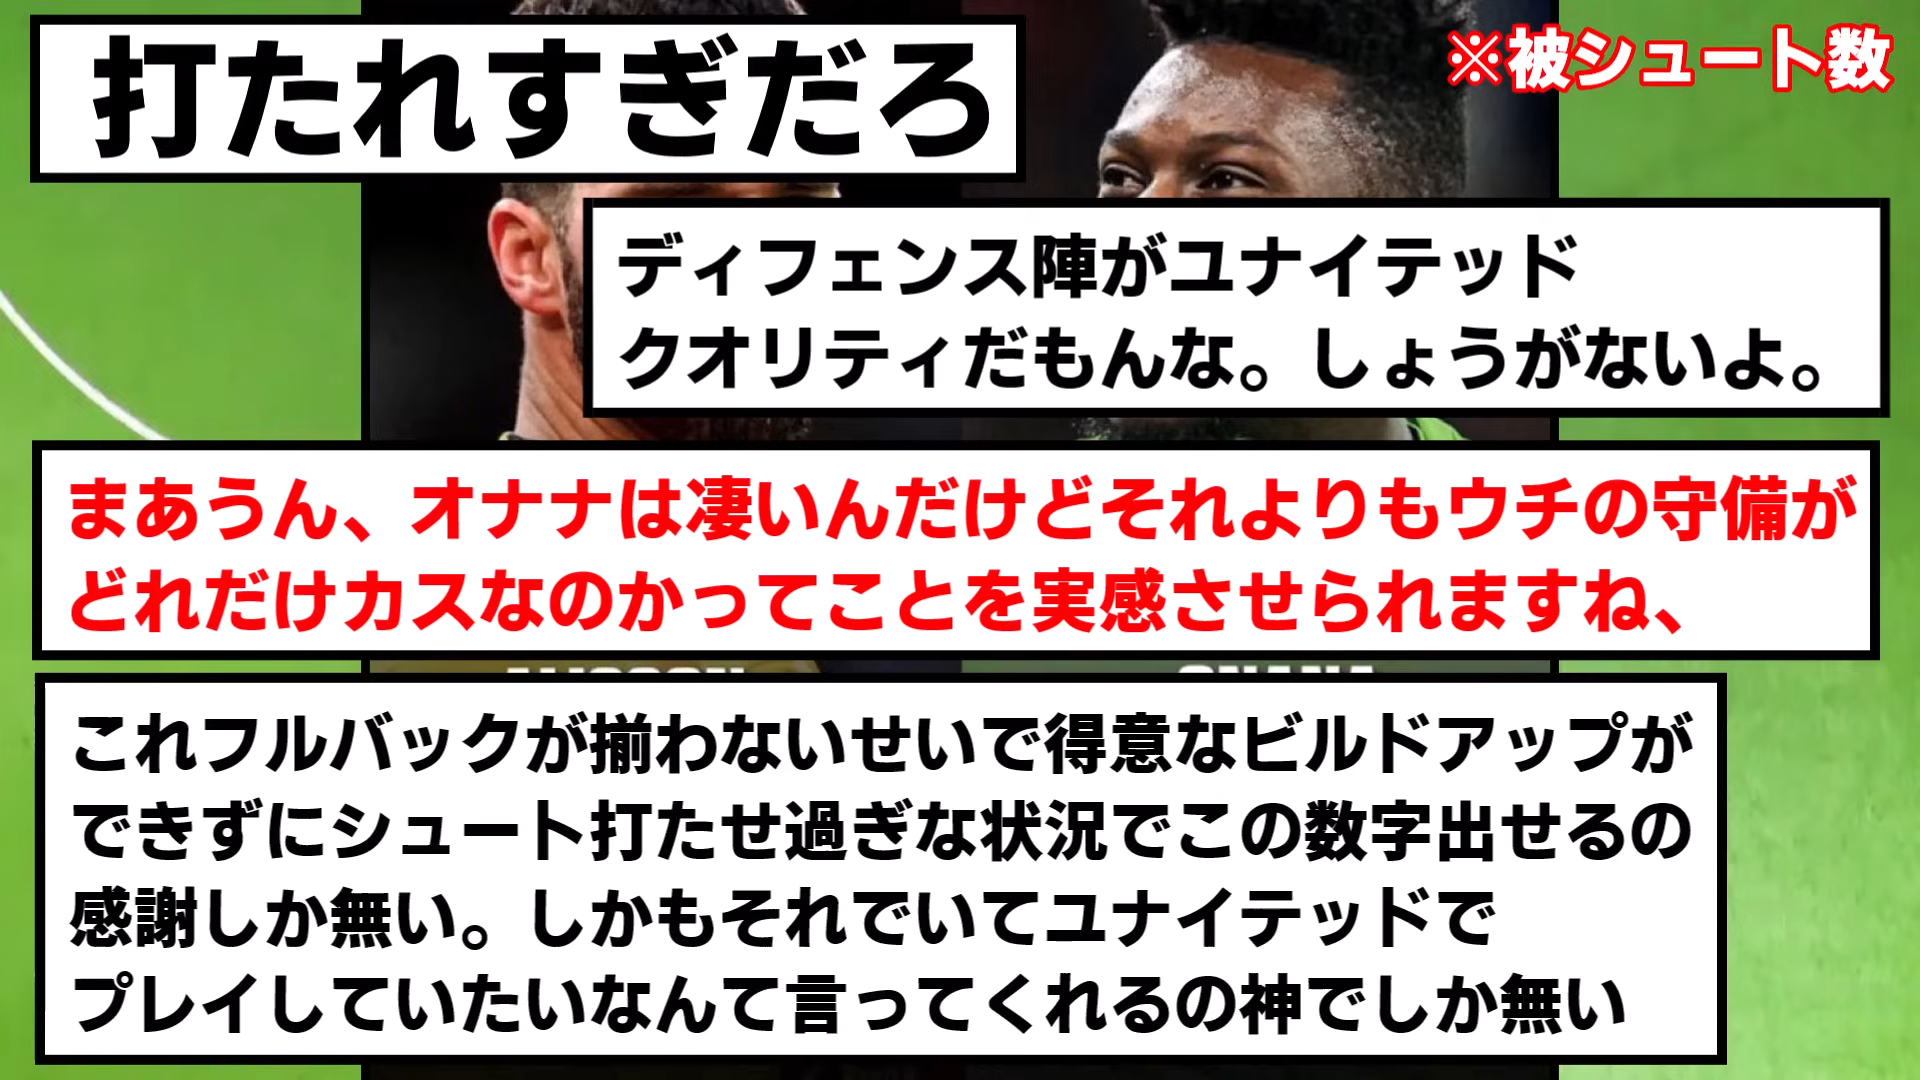 打たれすぎだろ
※被シュート数
ディフェンス陣がユナイテッド
クオリティだもんな。しょうがないよ。
まあうん、オナナは凄いんだけどそれよりもウチの守備が
どれだけカスなのかってことを実感させられますね、
これフルバックが揃わないせいで得意なビルドアップが
できずにシュート打たせ過ぎな状況でこの数字出せるの
感謝しか無い。しかもそれでいてユナイテッドで
プレイしていたいなんて言ってくれるの神でしか無い